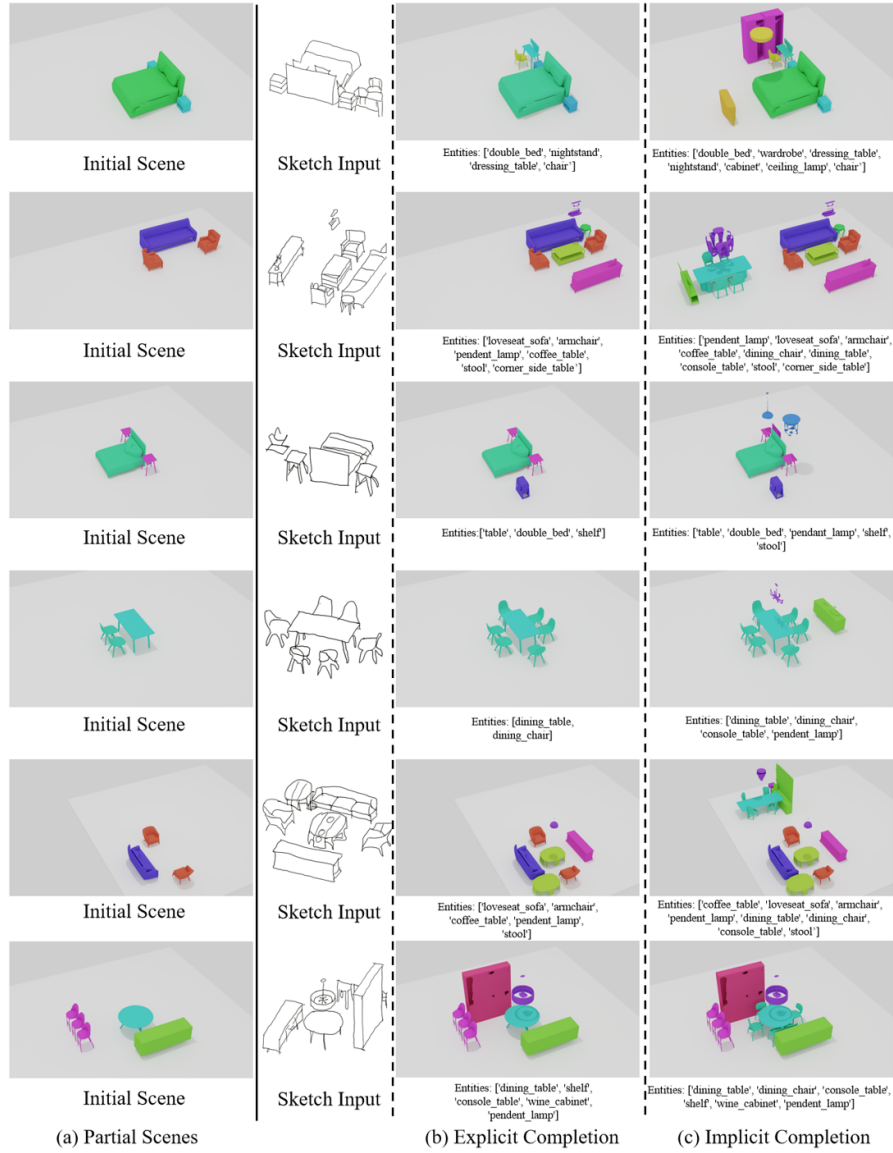 Initial Scene
Sketch Input
Entities: ['double_bed', 'nightstand',
'dressing_table', 'chair`]
Entities: ['double_bed', 'wardrobe', 'dressing_table',
'nightstand', 'cabinet', 'ceiling_lamp', 'chair`]
Initial Scene
Sketch Input
Entities: ['loveseat_sofa', 'armchair',
'pendent_lamp', 'coffee_table',
'stool', 'corner_side_table`]
Entities: ['pendent_lamp', 'loveseat_sofa', 'armchair',
'coffee_table', 'dining_chair', 'dining_table',
'console_table', 'stool', 'corner_side_table']
Initial Scene
Sketch Input
Entities:['table', 'double_bed', 'shelf']
Entities: ['table', 'double_bed', 'pendant_lamp', 'shelf',
'stool']
Initial Scene
Sketch Input
Entities: [dining_table,
dining_chair]
Entities: ['dining_table', 'dining_chair',
'console_table', 'pendent_lamp']
Initial Scene
Sketch Input
Entities: ['loveseat_sofa', 'armchair',
'coffee_table', 'pendent_lamp',
'stool']
Entities: ['coffee_table', 'loveseat_sofa', 'armchair',
'pendent_lamp', 'dining_table', 'dining_chair',
'console_table', 'stool`]
Initial Scene
Sketch Input
Entities: ['dining_table', 'shelf',
'console_table', 'wine_cabinet',
'pendent_lamp']
Entities: ['dining_table', 'dining_chair', 'console_table',
'shelf', 'wine_cabinet', 'pendent_lamp']
(a) Partial Scenes
(b) Explicit Completion
(c) Implicit Completion